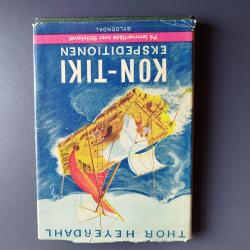 THOR HEYERDAHL
KON-TIKI
EKSPEDITIONEN
GYLDENDAL
På tømmerflåde over Stillehavet